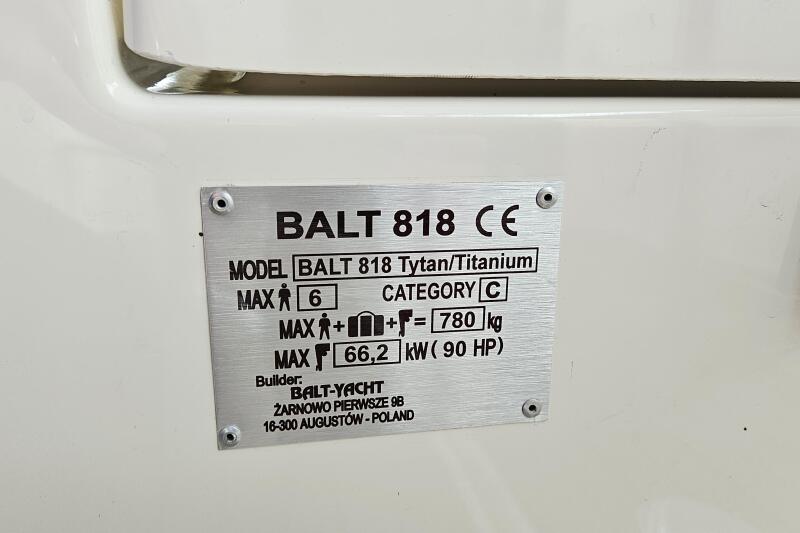 BALT 818 CE
MODEL BALT 818 Tytan/Titanium
MAX 6 CATEGORY C
MAX + + = 780 kg
MAX 66,2 kW ( 90 HP)
Builder:
BALT-YACHT
ŻARNOWO PIERWSZE 9B
16-300 AUGUSTÓW - POLAND